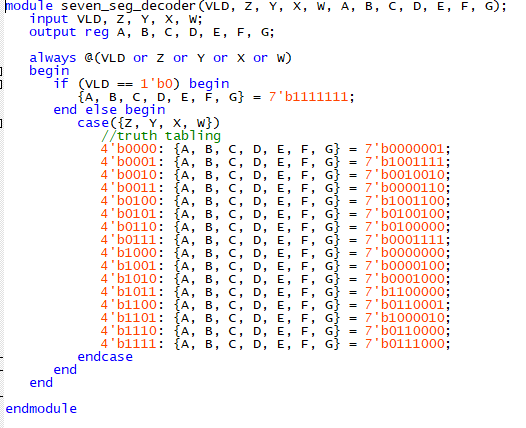 module seven_seg_decoder(VLD, Z, Y, X, W, A, B, C, D, E, F, G);
input VLD, Z, Y, X, W;
output reg A, B, C, D, E, F, G;
always @(VLD or Z or Y or X or W)
begin
if (VLD == 1'b0) begin
{A, B, C, D, E, F, G} = 7'b1111111;
end else begin
case({Z, Y, X, W})
//truth tabling
4'b0000: {A, B, C, D, E, F, G} = 7'b0000001;
4'b0001: {A, B, C, D, E, F, G} = 7'b1001111;
4'b0010: {A, B, C, D, E, F, G} = 7'b0010010;
4'b0011: {A, B, C, D, E, F, G} = 7'b0000110;
4'b0100: {A, B, C, D, E, F, G} = 7'b1001100;
4'b0101: {A, B, C, D, E, F, G} = 7'b0100100;
4'b0110: {A, B, C, D, E, F, G} = 7'b0100000;
4'b0111: {A, B, C, D, E, F, G} = 7'b0001111;
4'b1000: {A, B, C, D, E, F, G} = 7'b0000000;
4'b1001: {A, B, C, D, E, F, G} = 7'b0000100;
4'b1010: {A, B, C, D, E, F, G} = 7'b0001000;
4'b1011: {A, B, C, D, E, F, G} = 7'b1100000;
4'b1100: {A, B, C, D, E, F, G} = 7'b0110001;
4'b1101: {A, B, C, D, E, F, G} = 7'b1000010;
4'b1110: {A, B, C, D, E, F, G} = 7'b0110000;
4'b1111: {A, B, C, D, E, F, G} = 7'b0111000;
endcase
end
end
endmodule